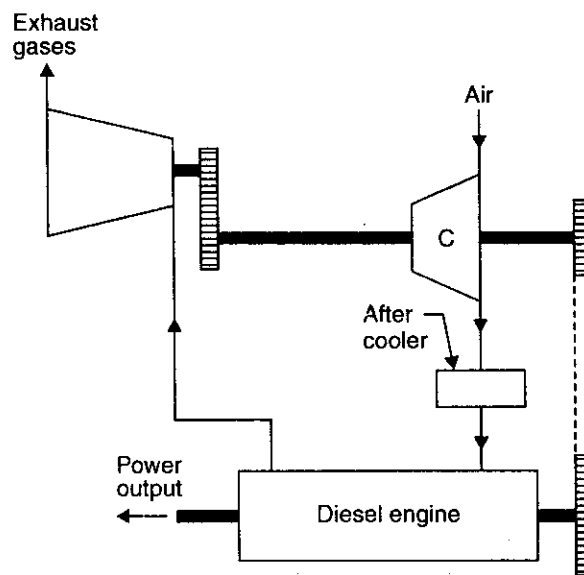 Exhaust
gases
Air
C
After
cooler
Power
output
Diesel engine